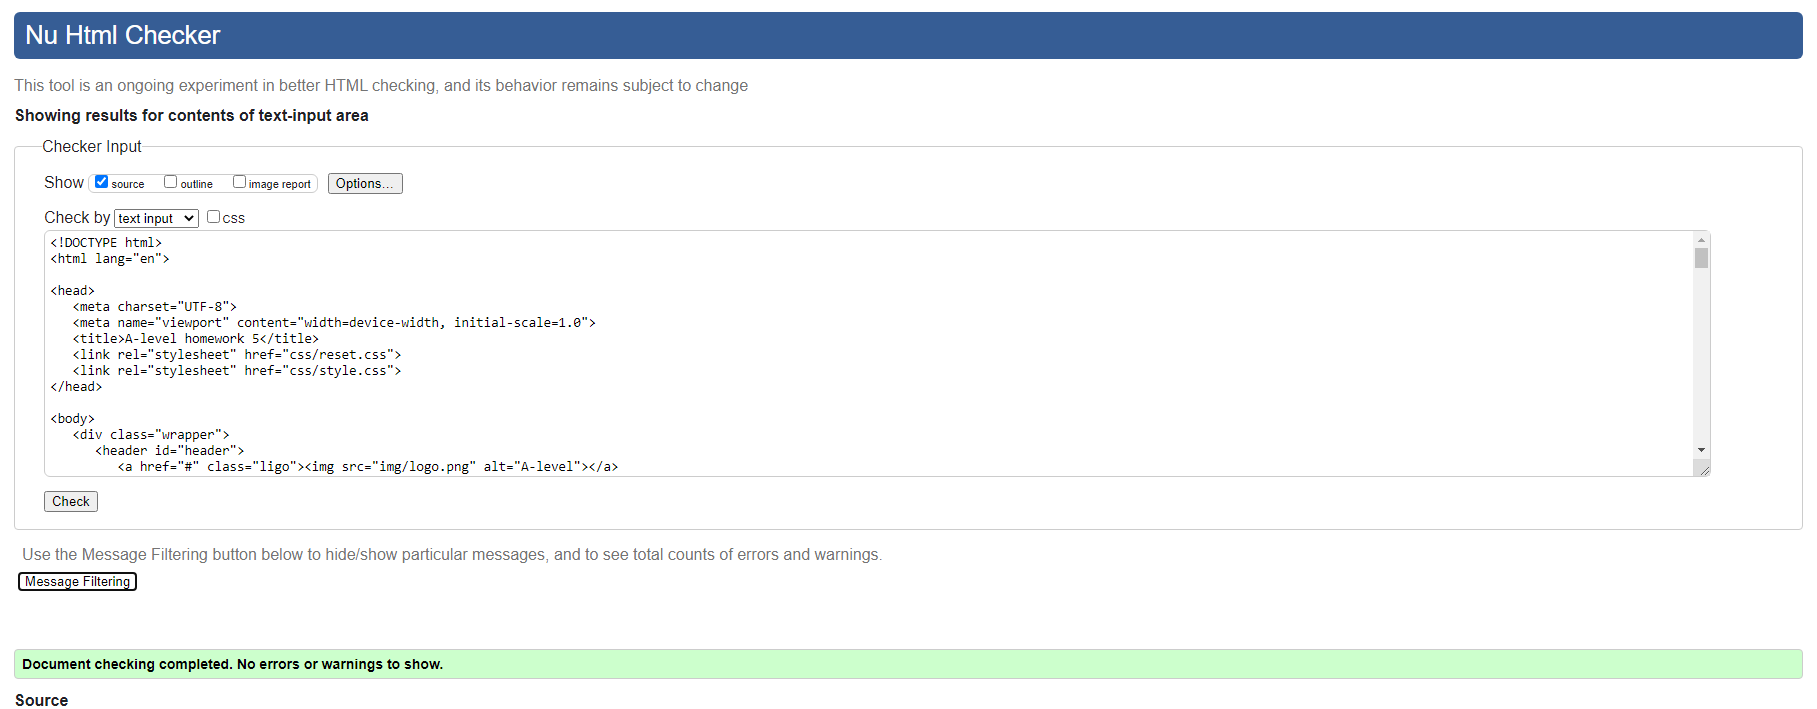 Nu Html Checker
This tool is an ongoing experiment in better HTML checking, and its behavior remains subject to change
Showing results for contents of text-input area
Checker Input
Show source outline image report Options...
Check by text input css
<!DOCTYPE html>
<html lang="en">
<head>
<meta charset="UTF-8">
<meta name="viewport" content="width=device-width, initial-scale=1.0">
<title>A-level homework 5</title>
<link rel="stylesheet" href="css/reset.css">
<link rel="stylesheet" href="css/style.css">
</head>
<body>
<div class="wrapper">
<header id="header">
<a href="#" class="ligo"><img src="img/logo.png" alt="A-level"></a>
Check
Use the Message Filtering button below to hide/show particular messages, and to see total counts of errors and warnings.
Message Filtering
Document checking completed. No errors or warnings to show.
Source